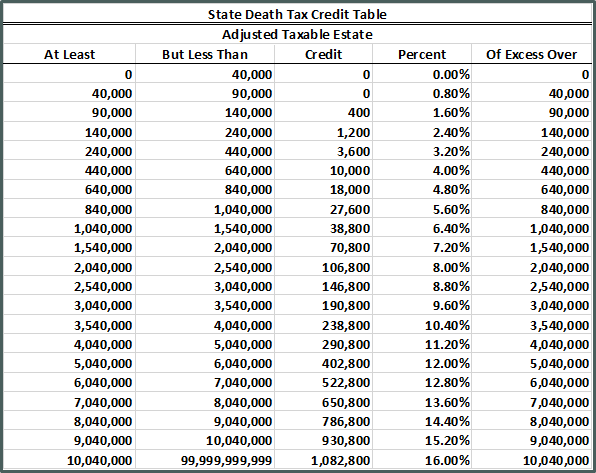 State Death Tax Credit Table
Adjusted Taxable Estate
At Least But Less Than Credit Percent Of Excess Over
0 40,000 0 0.00% 0
40,000 90,000 0 0.80% 40,000
90,000 140,000 400 1.60% 90,000
140,000 240,000 1,200 2.40% 140,000
240,000 440,000 3,600 3.20% 240,000
440,000 640,000 10,000 4.00% 440,000
640,000 840,000 18,000 4.80% 640,000
840,000 1,040,000 27,600 5.60% 840,000
1,040,000 1,540,000 38,800 6.40% 1,040,000
1,540,000 2,040,000 70,800 7.20% 1,540,000
2,040,000 2,540,000 106,800 8.00% 2,040,000
2,540,000 3,040,000 146,800 8.80% 2,540,000
3,040,000 3,540,000 190,800 9.60% 3,040,000
3,540,000 4,040,000 238,800 10.40% 3,540,000
4,040,000 5,040,000 290,800 11.20% 4,040,000
5,040,000 6,040,000 402,800 12.00% 5,040,000
6,040,000 7,040,000 522,800 12.80% 6,040,000
7,040,000 8,040,000 650,800 13.60% 7,040,000
8,040,000 9,040,000 786,800 14.40% 8,040,000
9,040,000 10,040,000 930,800 15.20% 9,040,000
10,040,000 99,999,999,999 1,082,800 16.00% 10,040,000